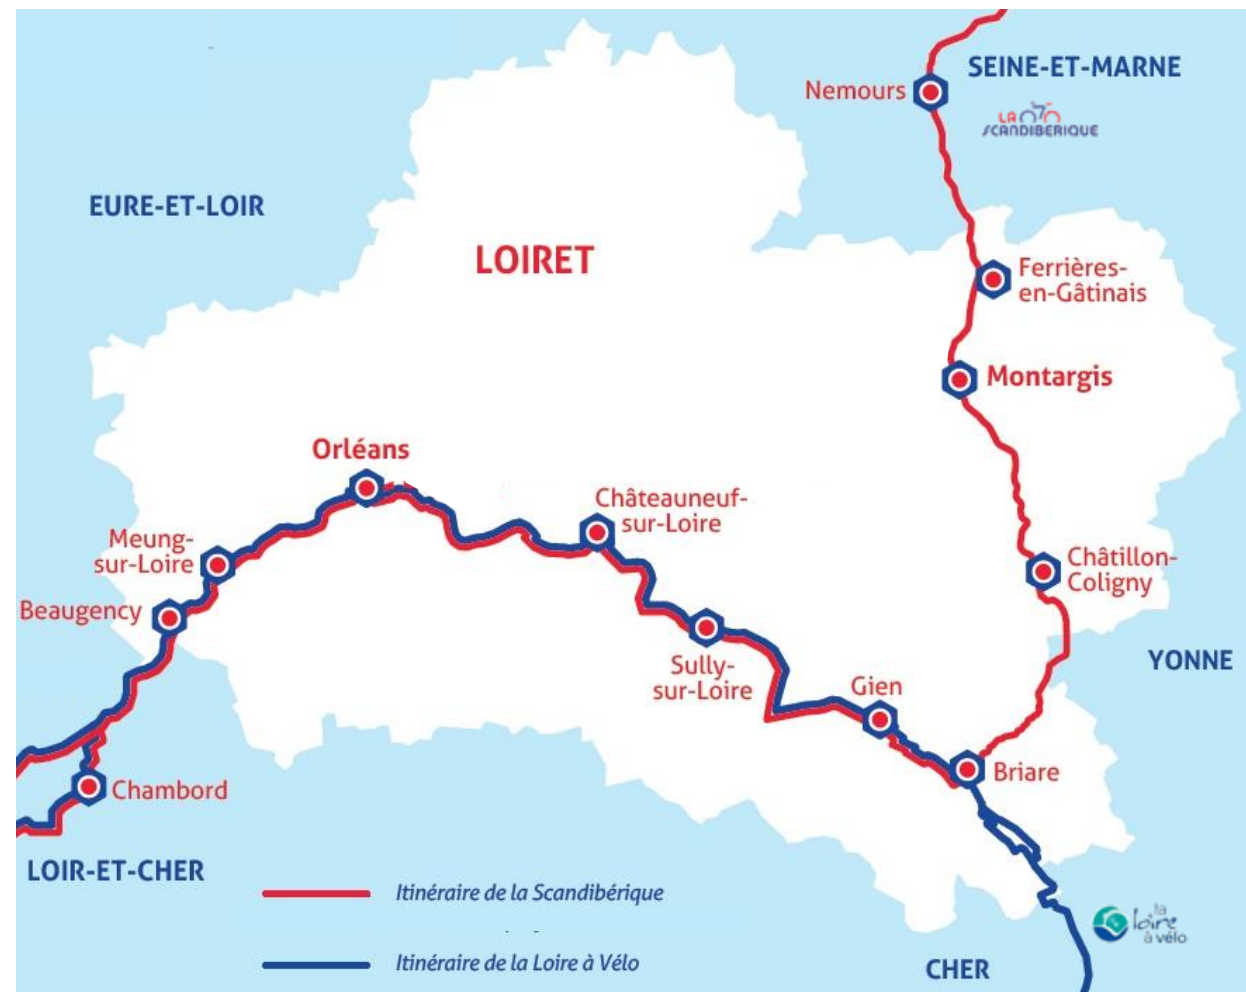 SEINE-ET-MARNE
Nemours
LA
SCANDIBERIQUE
EURE-ET-LOIR
LOIRET
Ferrières-
en-Gâtinais
Montargis
Orléans
Châteauneuf-
sur-Loire
Meung-
sur-Loire
Châtillon-
Coligny
Beaugency
YONNE
Sully-
sur-Loire
Gien
Briare
Chambord
LOIR-ET-CHER
Itinéraire de la Scandibérique
la
loire
à vélo
Itinéraire de la Loire à Vélo
CHER